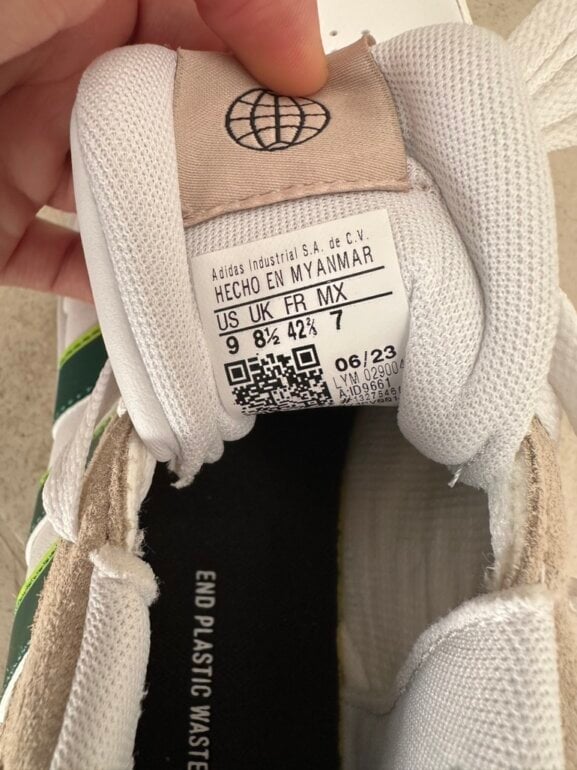 Adidas Industrial S.A. de C.V.
HECHO EN MYANMAR
US UK FR MX
9 8½ 42⅔ 7
06/23
LYM 029004
A:ID9661
END PLASTIC WASTE